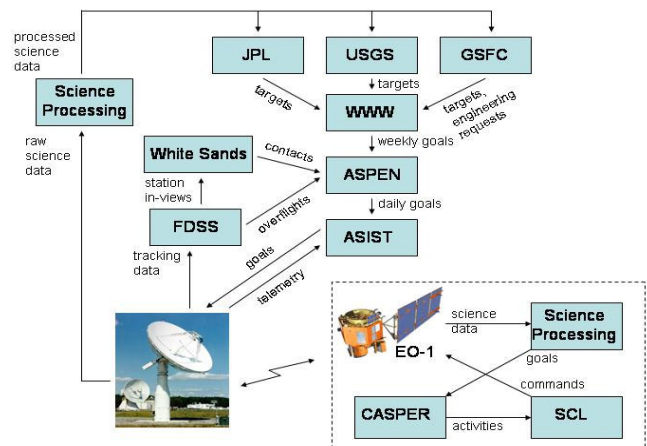 processed
science
data
JPL
USGS
GSFC
Science
Processing
targets
targets
targets,
engineering
requests
WWW
raw
science
data
weekly goals
White Sands
contacts
ASPEN
station
in-views
overflights
daily goals
FDSS
ASIST
goals
tracking
data
telemetry
science
data
Science
Processing
EO-1
goals
commands
CASPER
activities
SCL